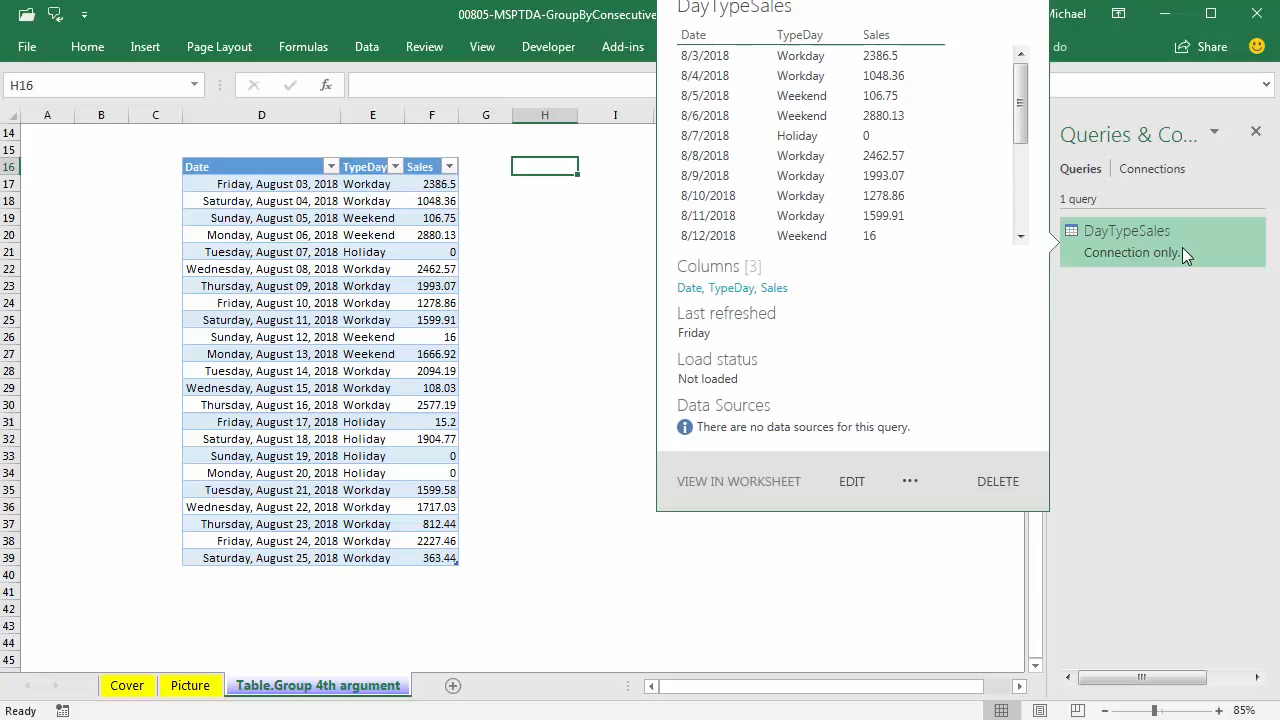 00805-MSPTDA-GroupByConsecutive
Michael
File Home Insert Page Layout Formulas Data Review View Developer Add-ins do Share
H16 fx
DayTypeSales
Date TypeDay Sales
8/3/2018 Workday 2386.5
8/4/2018 Workday 1048.36
8/5/2018 Weekend 106.75
8/6/2018 Weekend 2880.13
8/7/2018 Holiday 0
8/8/2018 Workday 2462.57
8/9/2018 Workday 1993.07
8/10/2018 Workday 1278.86
8/11/2018 Workday 1599.91
8/12/2018 Weekend 16
Columns [3]
Date, TypeDay, Sales
Last refreshed
Friday
Load status
Not loaded
Data Sources
There are no data sources for this query.
VIEW IN WORKSHEET EDIT ••• DELETE
Queries & Co...
Queries Connections
1 query
DayTypeSales
Connection only.
A B C D E F G H I
14
15
16 Date TypeDay Sales
17 Friday, August 03, 2018 Workday 2386.5
18 Saturday, August 04, 2018 Workday 1048.36
19 Sunday, August 05, 2018 Weekend 106.75
20 Monday, August 06, 2018 Weekend 2880.13
21 Tuesday, August 07, 2018 Holiday 0
22 Wednesday, August 08, 2018 Workday 2462.57
23 Thursday, August 09, 2018 Workday 1993.07
24 Friday, August 10, 2018 Workday 1278.86
25 Saturday, August 11, 2018 Workday 1599.91
26 Sunday, August 12, 2018 Weekend 16
27 Monday, August 13, 2018 Weekend 1666.92
28 Tuesday, August 14, 2018 Workday 2094.19
29 Wednesday, August 15, 2018 Workday 108.03
30 Thursday, August 16, 2018 Workday 2577.19
31 Friday, August 17, 2018 Holiday 15.2
32 Saturday, August 18, 2018 Holiday 1904.77
33 Sunday, August 19, 2018 Holiday 0
34 Monday, August 20, 2018 Holiday 0
35 Tuesday, August 21, 2018 Workday 1599.58
36 Wednesday, August 22, 2018 Workday 1717.03
37 Thursday, August 23, 2018 Workday 812.44
38 Friday, August 24, 2018 Workday 2227.46
39 Saturday, August 25, 2018 Workday 363.44
40
41
42
43
44
45
Cover Picture Table.Group 4th argument
Ready 85%